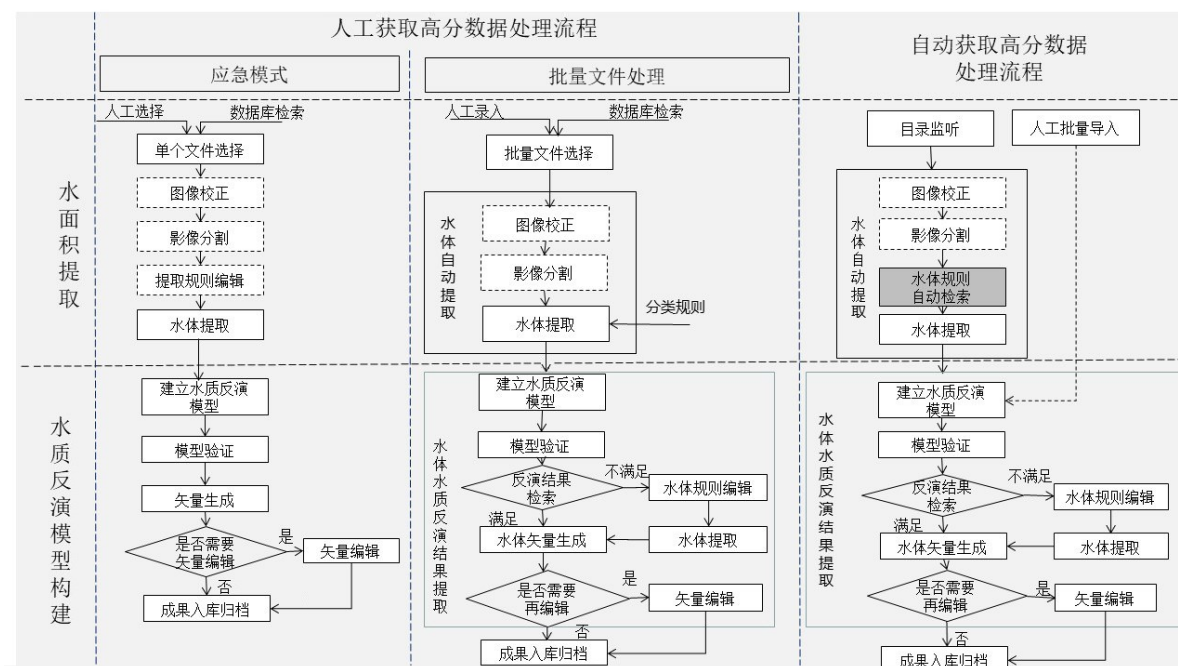 人工获取高分数据处理流程
自动获取高分数据
处理流程
应急模式
批量文件处理
水面积提取
人工选择
数据库检索
单个文件选择
图像校正
影像分割
提取规则编辑
水体提取
人工录入
数据库检索
批量文件选择
水体自动提取
图像校正
影像分割
水体提取
分类规则
目录监听
人工批量导入
水体自动提取
图像校正
影像分割
水体规则
自动检索
水体提取
水质反演模型构建
建立水质反演
模型
模型验证
矢量生成
是否需要
矢量编辑
是
矢量编辑
否
成果入库归档
水体水质反演结果提取
建立水质反演
模型
模型验证
反演结果
检索
不满足
水体规则编辑
满足
水体矢量生成
水体提取
是否需要
再编辑
是
矢量编辑
否
成果入库归档
水体水质反演结果提取
建立水质反演
模型
模型验证
反演结果
检索
不满足
水体规则编辑
满足
水体矢量生成
水体提取
是否需要
再编辑
是
矢量编辑
否
成果入库归档